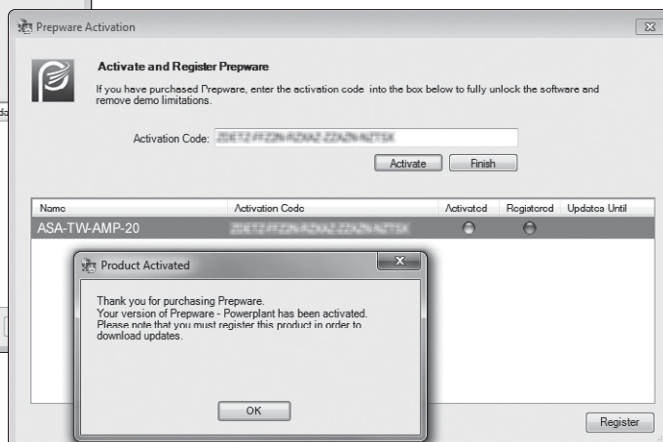 Prepware Activation
Activate and Register Prepware
If you have purchased Prepware, enter the activation code into the box below to fully unlock the software and
remove demo limitations.
Activation Code:
Activate Finish
Name Activation Code Activated Registered Updates Until
ASA-TW-AMP-20
Product Activated
Thank you for purchasing Prepware.
Your version of Prepware - Powerplant has been activated.
Please note that you must register this product in order to
download updates.
OK
Register